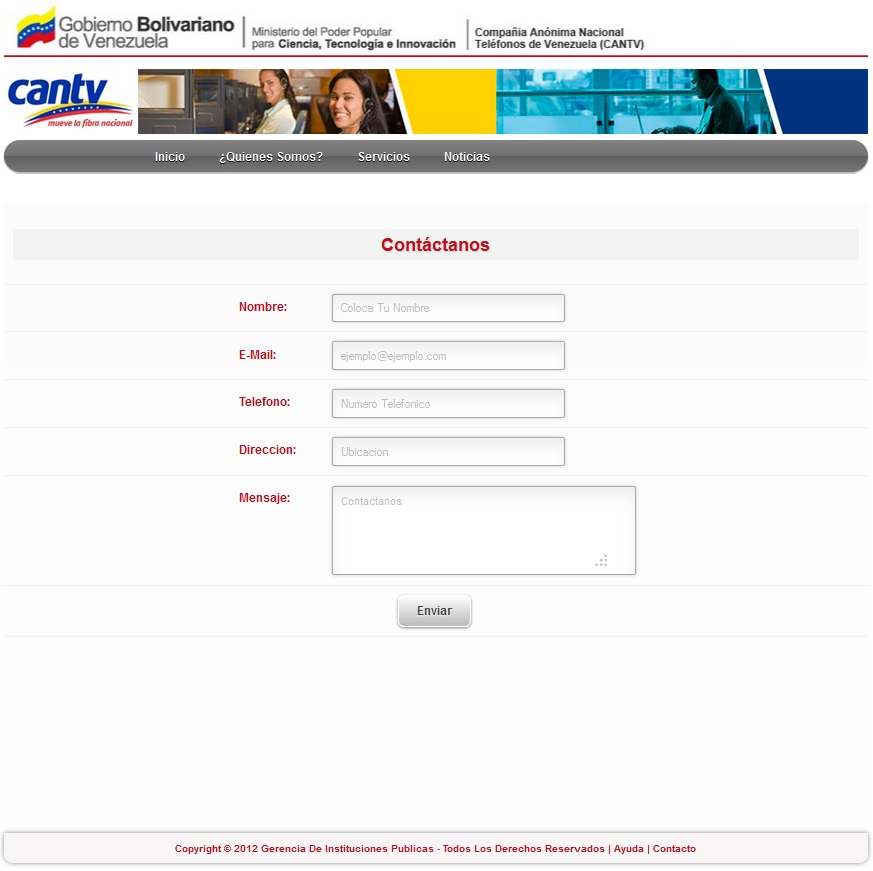 Gobierno Bolivariano
de Venezuela
Ministerio del Poder Popular
para Ciencia, Tecnología e Innovación
Compañia Anónima Nacional
Teléfonos de Venezuela (CANTV)
cantv
mueve la fibra nacional
Inicio ¿Quienes Somos? Servicios Noticias
Contáctanos
Nombre: Coloca Tu Nombre
E-Mail: ejemplo@ejemplo.com
Telefono: Numero Telefonico
Direccion: Ubicacion
Mensaje: Contactanos
Enviar
Copyright © 2012 Gerencia De Instituciones Publicas - Todos Los Derechos Reservados | Ayuda | Contacto